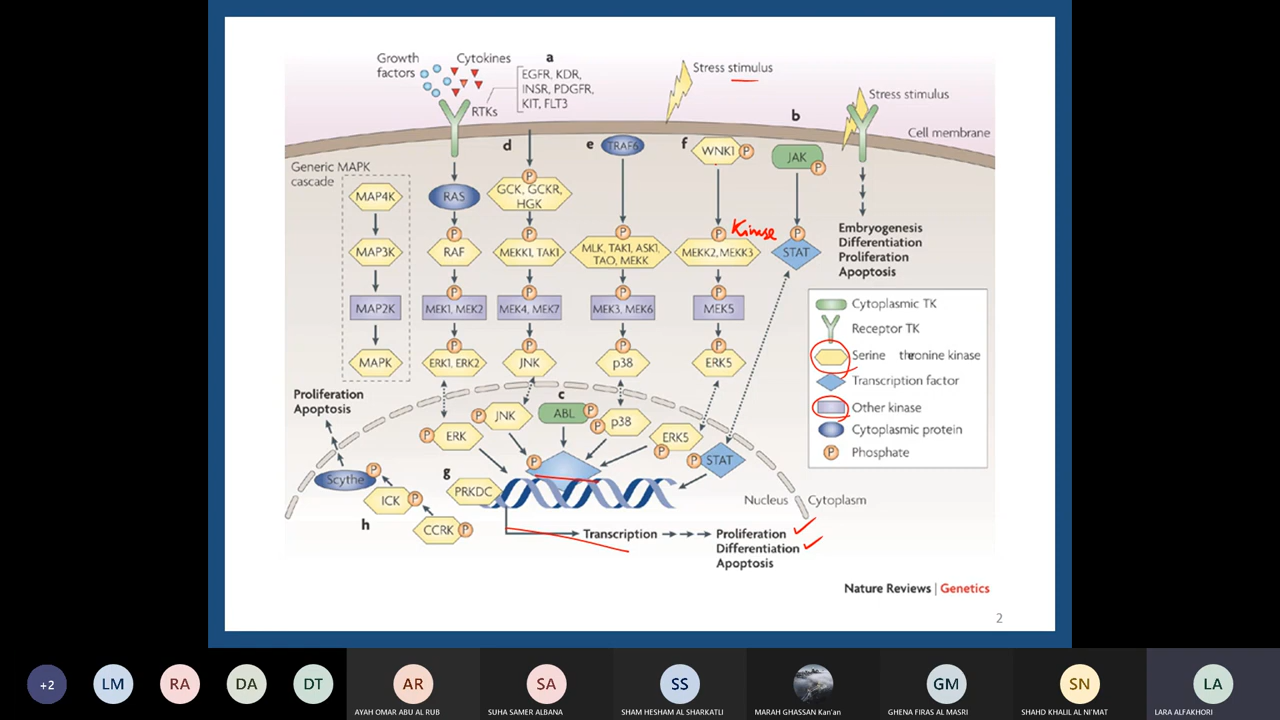 Growth
factors
Cytokines
a
EGFR, KDR,
INSR, PDGFR,
KIT, FLT3
RTKs
Stress stimulus
Stress stimulus
b
Cell membrane
d
e
TRAF6
f
WNK1
P
JAK
P
Generic MAPK
cascade
MAP4K
RAS
P
GCK, GCKR,
HGK
Kinase
Embryogenesis
Differentiation
Proliferation
Apoptosis
P
P
P
P
P
MAP3K
RAF
MEKK1, TAK1
MLK, TAK1, ASK1,
TAO, MEKK
MEKK2, MEKK3
STAT
P
P
P
P
MAP2K
MEK1, MEK2
MEK4, MEK7
MEK3, MEK6
MEK5
P
P
P
P
MAPK
ERK1, ERK2
JNK
p38
ERK5
Cytoplasmic TK
Receptor TK
Serine threonine kinase
Transcription factor
Other kinase
Cytoplasmic protein
P
Phosphate
Proliferation
Apoptosis
c
P
JNK
ABL
P
P
p38
P
ERK
ERK5
P
P
STAT
P
g
Scythe
P
PRKDC
ICK
P
h
CCRK
P
Nucleus
Cytoplasm
Transcription
Proliferation
Differentiation
Apoptosis
Nature Reviews | Genetics
2
+2
LM
RA
DA
DT
AR
SA
SS
GM
SN
LA
AYAH OMAR ABU AL RUB
SUHA SAMER ALBANA
SHAM HESHAM AL SHARKATLI
MARAH GHASSAN Kan'an
GHENA FIRAS AL MASRI
SHAHD KHALIL AL NI'MAT
LARA ALFAKHORI